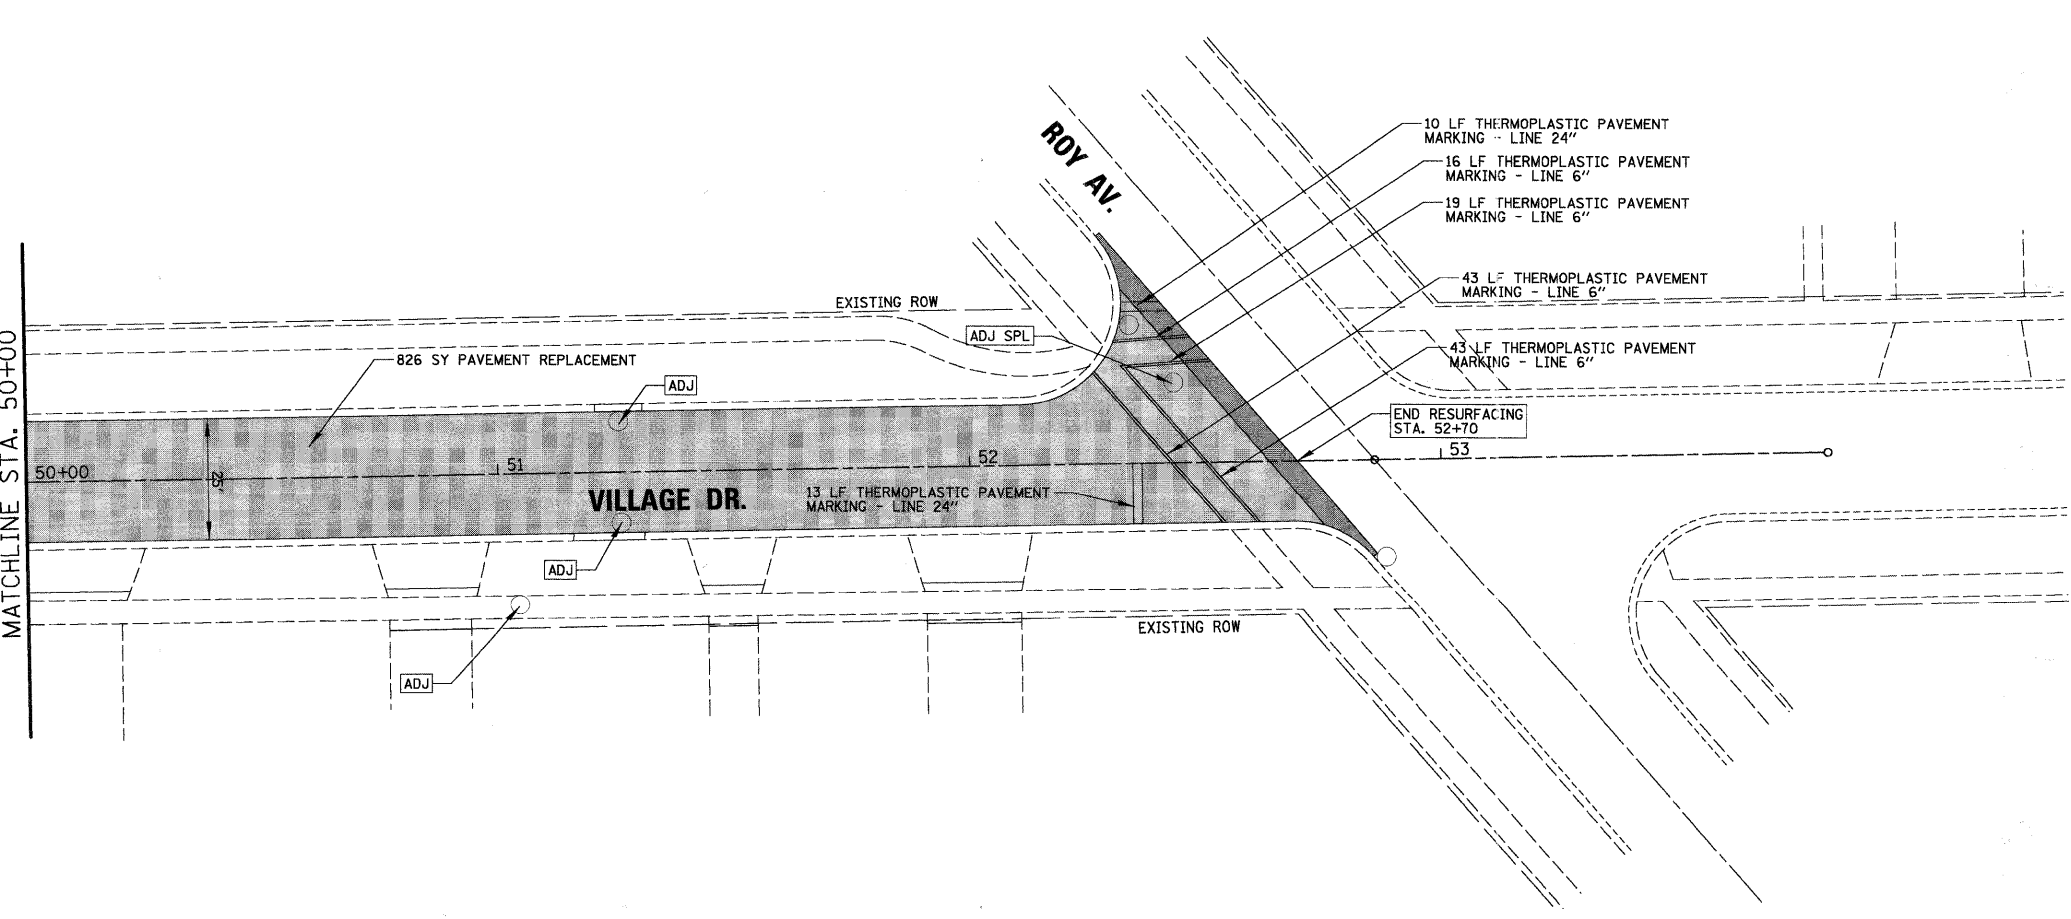 MATCHLINE STA. 50+00
ROY AV.
10 LF THERMOPLASTIC PAVEMENT
MARKING - LINE 24"
16 LF THERMOPLASTIC PAVEMENT
MARKING - LINE 6"
19 LF THERMOPLASTIC PAVEMENT
MARKING - LINE 6"
43 LF THERMOPLASTIC PAVEMENT
MARKING - LINE 6"
EXISTING ROW
ADJ SPL
43 LF THERMOPLASTIC PAVEMENT
MARKING - LINE 6"
826 SY PAVEMENT REPLACEMENT
ADJ
END RESURFACING
STA. 52+70
50+00
25'
51
52
53
VILLAGE DR.
13 LF THERMOPLASTIC PAVEMENT
MARKING - LINE 24"
ADJ
EXISTING ROW
ADJ